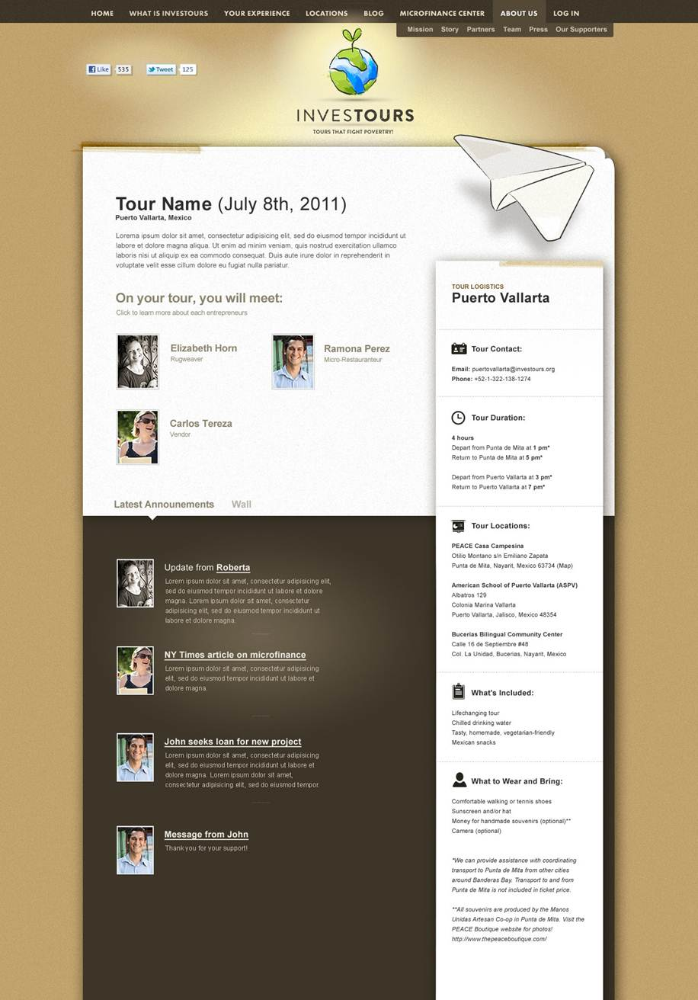 HOME WHAT IS INVESTOURS YOUR EXPERIENCE LOCATIONS BLOG MICROFINANCE CENTER ABOUT US LOG IN
Mission Story Partners Team Press Our Supporters
Like 535 Tweet 125
INVESTOURS
TOURS THAT FIGHT POVERTRY!
Tour Name (July 8th, 2011)
Puerto Vallarta, Mexico
Lorema ipsum dolor sit amet, consectetur adipisicing elit, sed do eiusmod tempor incididunt ut
labore et dolore magna aliqua. Ut enim ad minim veniam, quis nostrud exercitation ullamco
laboris nisi ut aliquip ex ea commodo consequat. Duis aute irure dolor in reprehenderit in
voluptate velit esse cillum dolore eu fugiat nulla pariatur.
On your tour, you will meet:
Click to learn more about each entrepreneurs
Elizabeth Horn
Rugweaver
Ramona Perez
Micro-Restauranteur
Carlos Tereza
Vendor
Latest Announements Wall
Update from Roberta
Lorem ipsum dolor sit amet, consectetur adipisicing elit,
sed do eiusmod tempor incididunt ut labore et dolore
magna. Lorem ipsum dolor sit amet, consectetur
adipisicing elit, sed do eiusmod tempor incididunt ut
labore et dolore magna.
NY Times article on microfinance
Lorem ipsum dolor sit amet, consectetur adipisicing
elit, sed do eiusmod tempor incididunt ut labore et
dolore magna.
John seeks loan for new project
Lorem ipsum dolor sit amet, consectetur adipisicing
elit, sed do eiusmod tempor incididunt ut labore et
dolore magna. Lorem ipsum dolor sit amet,
consectetur adipisicing elit, sed do eiusmod tempor.
Message from John
Thank you for your support!
TOUR LOGISTICS
Puerto Vallarta
Tour Contact:
Email: puertovallarta@investours.org
Phone: +52-1-322-138-1274
Tour Duration:
4 hours
Depart from Punta de Mita at 1 pm*
Return to Punta de Mita at 5 pm*
Depart from Puerto Vallarta at 3 pm*
Return to Puerto Vallarta at 7 pm*
Tour Locations:
PEACE Casa Campesina
Otilio Montano s/n Emiliano Zapata
Punta de Mita, Nayarit, Mexico 63734 (Map)
American School of Puerto Vallarta (ASPV)
Albatros 129
Colonia Marina Vallarta
Puerto Vallarta, Jalisco, Mexico 48354
Bucerias Bilingual Community Center
Calle 16 de Septiembre #48
Col. La Unidad, Bucerias, Nayarit, Mexico
What's Included:
Lifechanging tour
Chilled drinking water
Tasty, homemade, vegetarian-friendly
Mexican snacks
What to Wear and Bring:
Comfortable walking or tennis shoes
Sunscreen and/or hat
Money for handmade souvenirs (optional)**
Camera (optional)
*We can provide assistance with coordinating
transport to Punta de Mita from other cities
around Banderas Bay. Transport to and from
Punta de Mita is not included in ticket price.
**All souvenirs are produced by the Manos
Unidas Artesan Co-op in Punta de Mita. Visit the
PEACE Boutique website for photos!
http://www.thepeaceboutique.com/